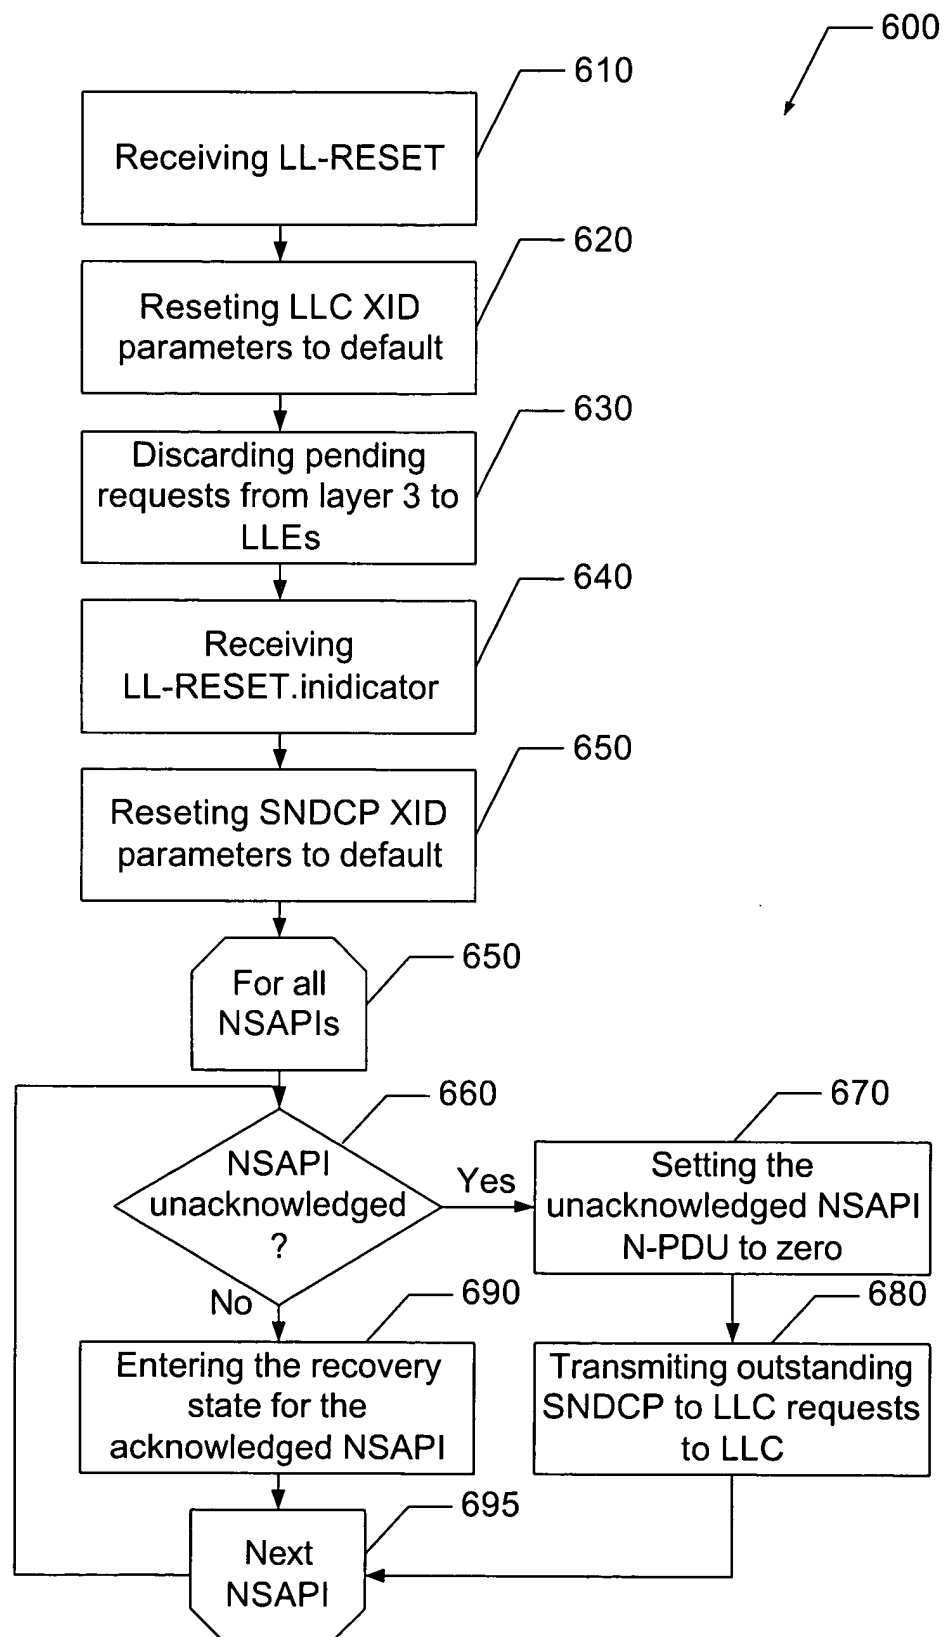 600
610
Receiving LL-RESET
620
Reseting LLC XID
parameters to default
630
Discarding pending
requests from layer 3 to
LLEs
640
Receiving
LL-RESET.inidicator
650
Reseting SNDCP XID
parameters to default
650
For all
NSAPIs
660
NSAPI
unacknowledged
?
Yes
670
Setting the
unacknowledged NSAPI
N-PDU to zero
No
690
Entering the recovery
state for the
acknowledged NSAPI
680
Transmiting outstanding
SNDCP to LLC requests
to LLC
695
Next
NSAPI